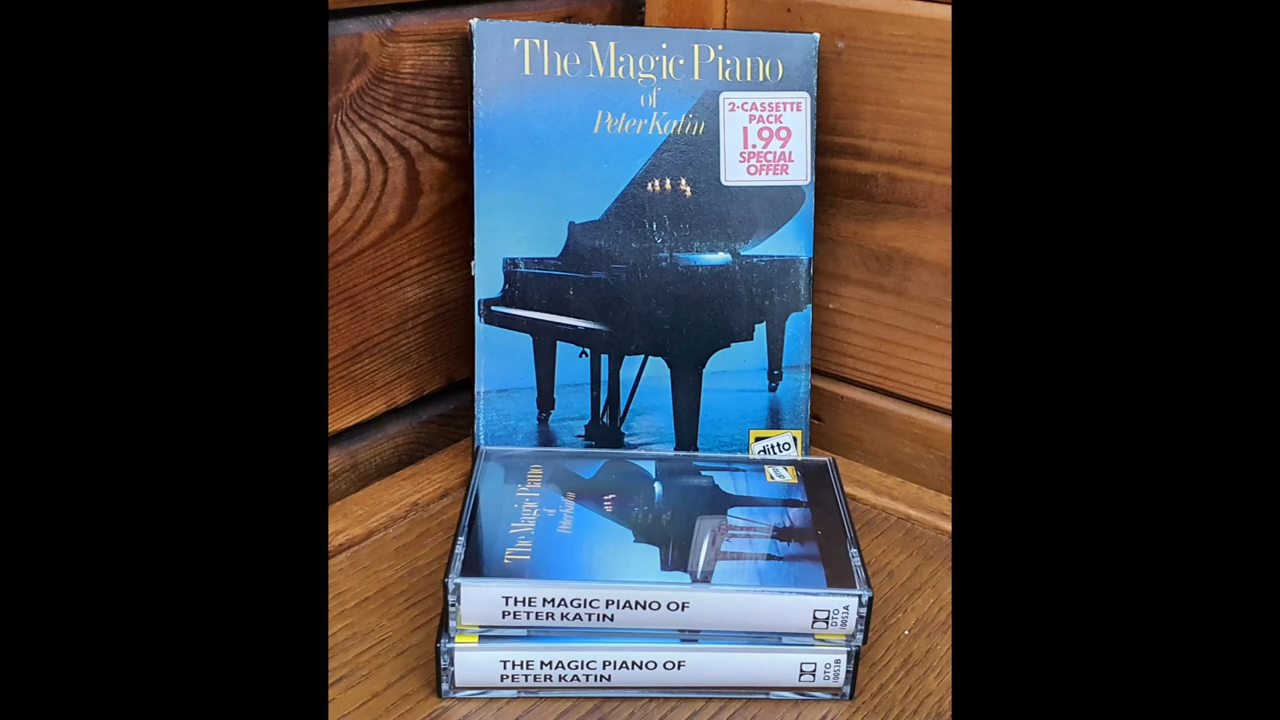 The Magic Piano
of
Peter Katin
2·CASSETTE
PACK
1.99
SPECIAL
OFFER
ditto
The Magic Piano
of
Peter Katin
ditto
THE MAGIC PIANO OF
PETER KATIN
DTO
10053A
THE MAGIC PIANO OF
PETER KATIN
DTO
10053B